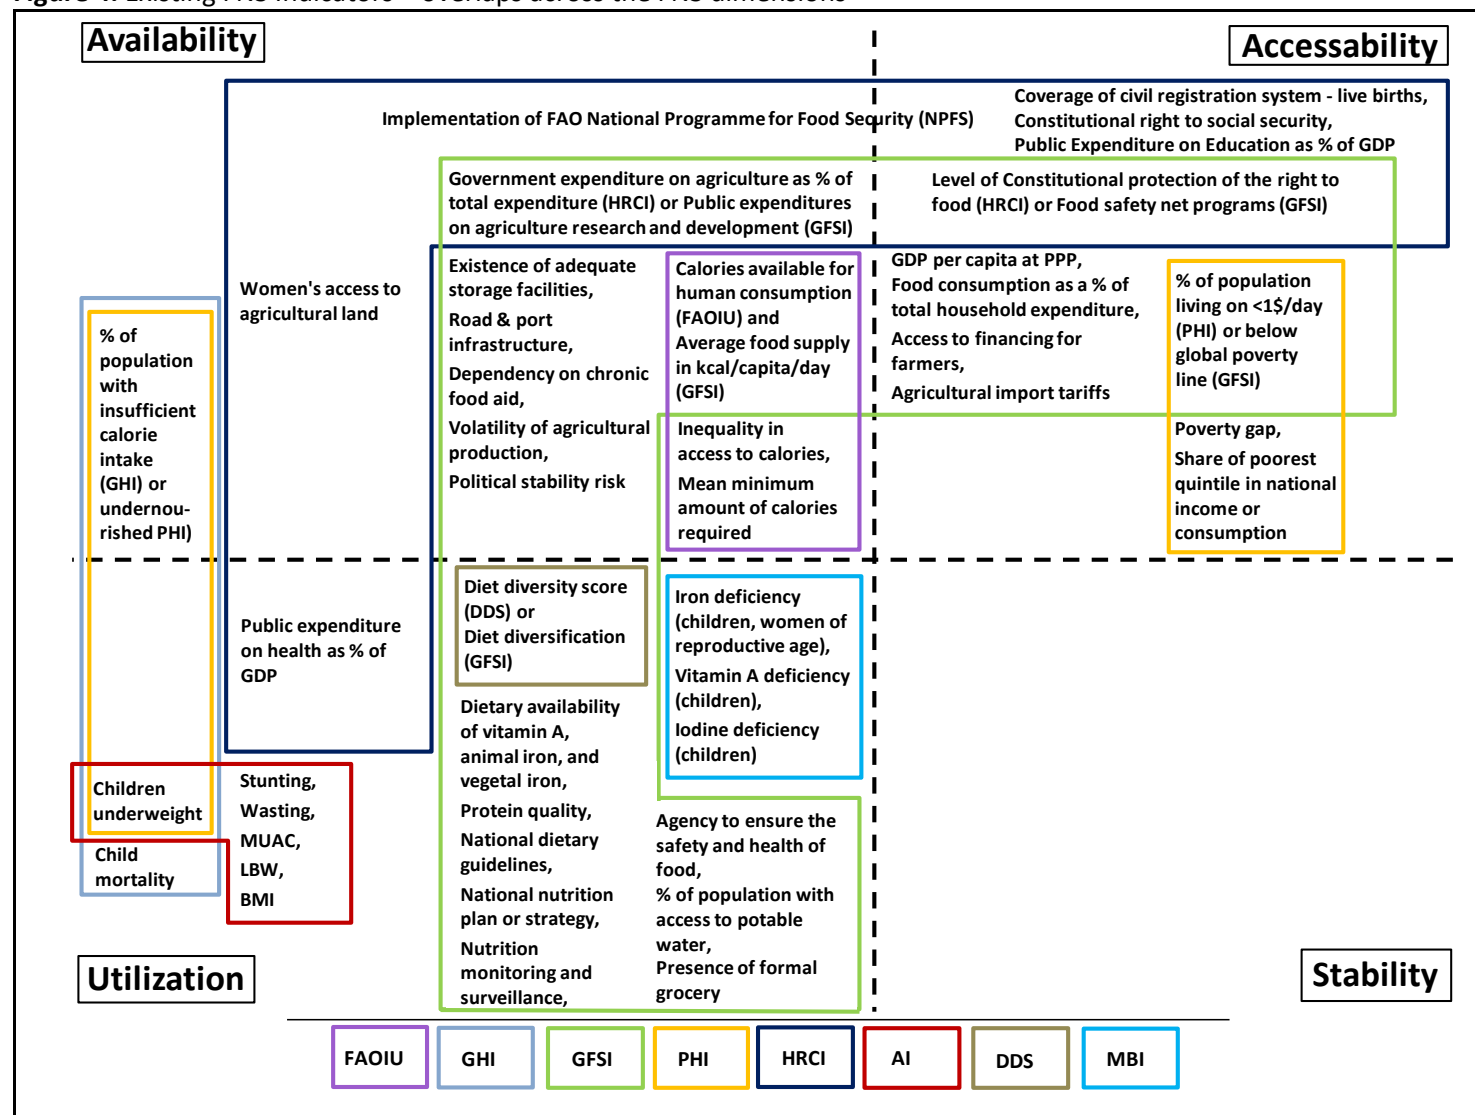 Availability
Accessability
Implementation of FAO National Programme for Food Security (NPFS)
Coverage of civil registration system - live births,
Constitutional right to social security,
Public Expenditure on Education as % of GDP
Government expenditure on agriculture as % of
total expenditure (HRCI) or Public expenditures
on agriculture research and development (GFSI)
Level of Constitutional protection of the right to
food (HRCI) or Food safety net programs (GFSI)
% of
population
with
insufficient
calorie
intake
(GHI) or
undernou-
rished PHI)
Women's access to
agricultural land
Existence of adequate
storage facilities,
Road & port
infrastructure,
Dependency on chronic
food aid,
Volatility of agricultural
production,
Political stability risk
Calories available for
human consumption
(FAOIU) and
Average food supply
in kcal/capita/day
(GFSI)
Inequality in
access to calories,
Mean minimum
amount of calories
required
GDP per capita at PPP,
Food consumption as a % of
total household expenditure,
Access to financing for
farmers,
Agricultural import tariffs
% of population
living on <1$/day
(PHI) or below
global poverty
line (GFSI)
Poverty gap,
Share of poorest
quintile in national
income or
consumption
Public expenditure
on health as % of
GDP
Diet diversity score
(DDS) or
Diet diversification
(GFSI)
Iron deficiency
(children, women of
reproductive age),
Vitamin A deficiency
(children),
Iodine deficiency
(children)
Dietary availability
of vitamin A,
animal iron, and
vegetal iron,
Protein quality,
National dietary
guidelines,
National nutrition
plan or strategy,
Nutrition
monitoring and
surveillance,
Agency to ensure the
safety and health of
food,
% of population with
access to potable
water,
Presence of formal
grocery
Children
underweight
Child
mortality
Stunting,
Wasting,
MUAC,
LBW,
BMI
Utilization
Stability
FAOIU
GHI
GFSI
PHI
HRCI
AI
DDS
MBI